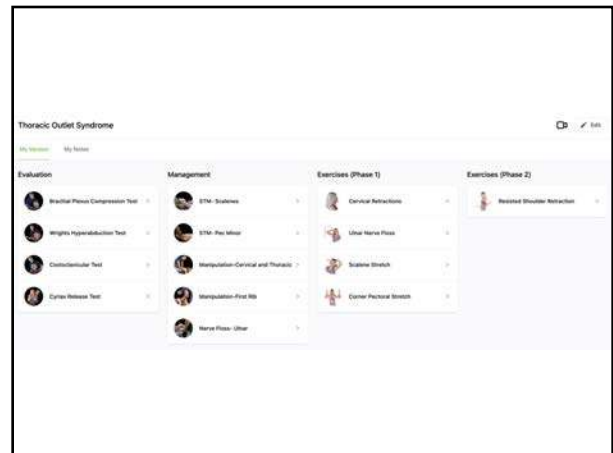 Thoracic Outlet Syndrome
Edit
My Version
My Notes
Evaluation
Brachial Plexus Compression Test
Wrights Hyperabduction Test
Costoclavicular Test
Cyriax Release Test
Management
STM- Scalenes
STM- Pec Minor
Manipulation-Cervical and Thoracic
Manipulation-First Rib
Nerve Floss- Ulnar
Exercises (Phase 1)
Cervical Retractions
Ulnar Nerve Floss
Scalene Stretch
Corner Pectoral Stretch
Exercises (Phase 2)
Resisted Shoulder Retraction